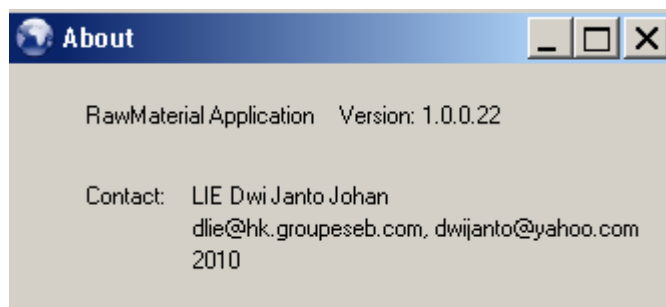 About
RawMaterial Application Version: 1.0.0.22
Contact: LIE Dwi Janto Johan
dlie@hk.groupeseb.com, dwijanto@yahoo.com
2010